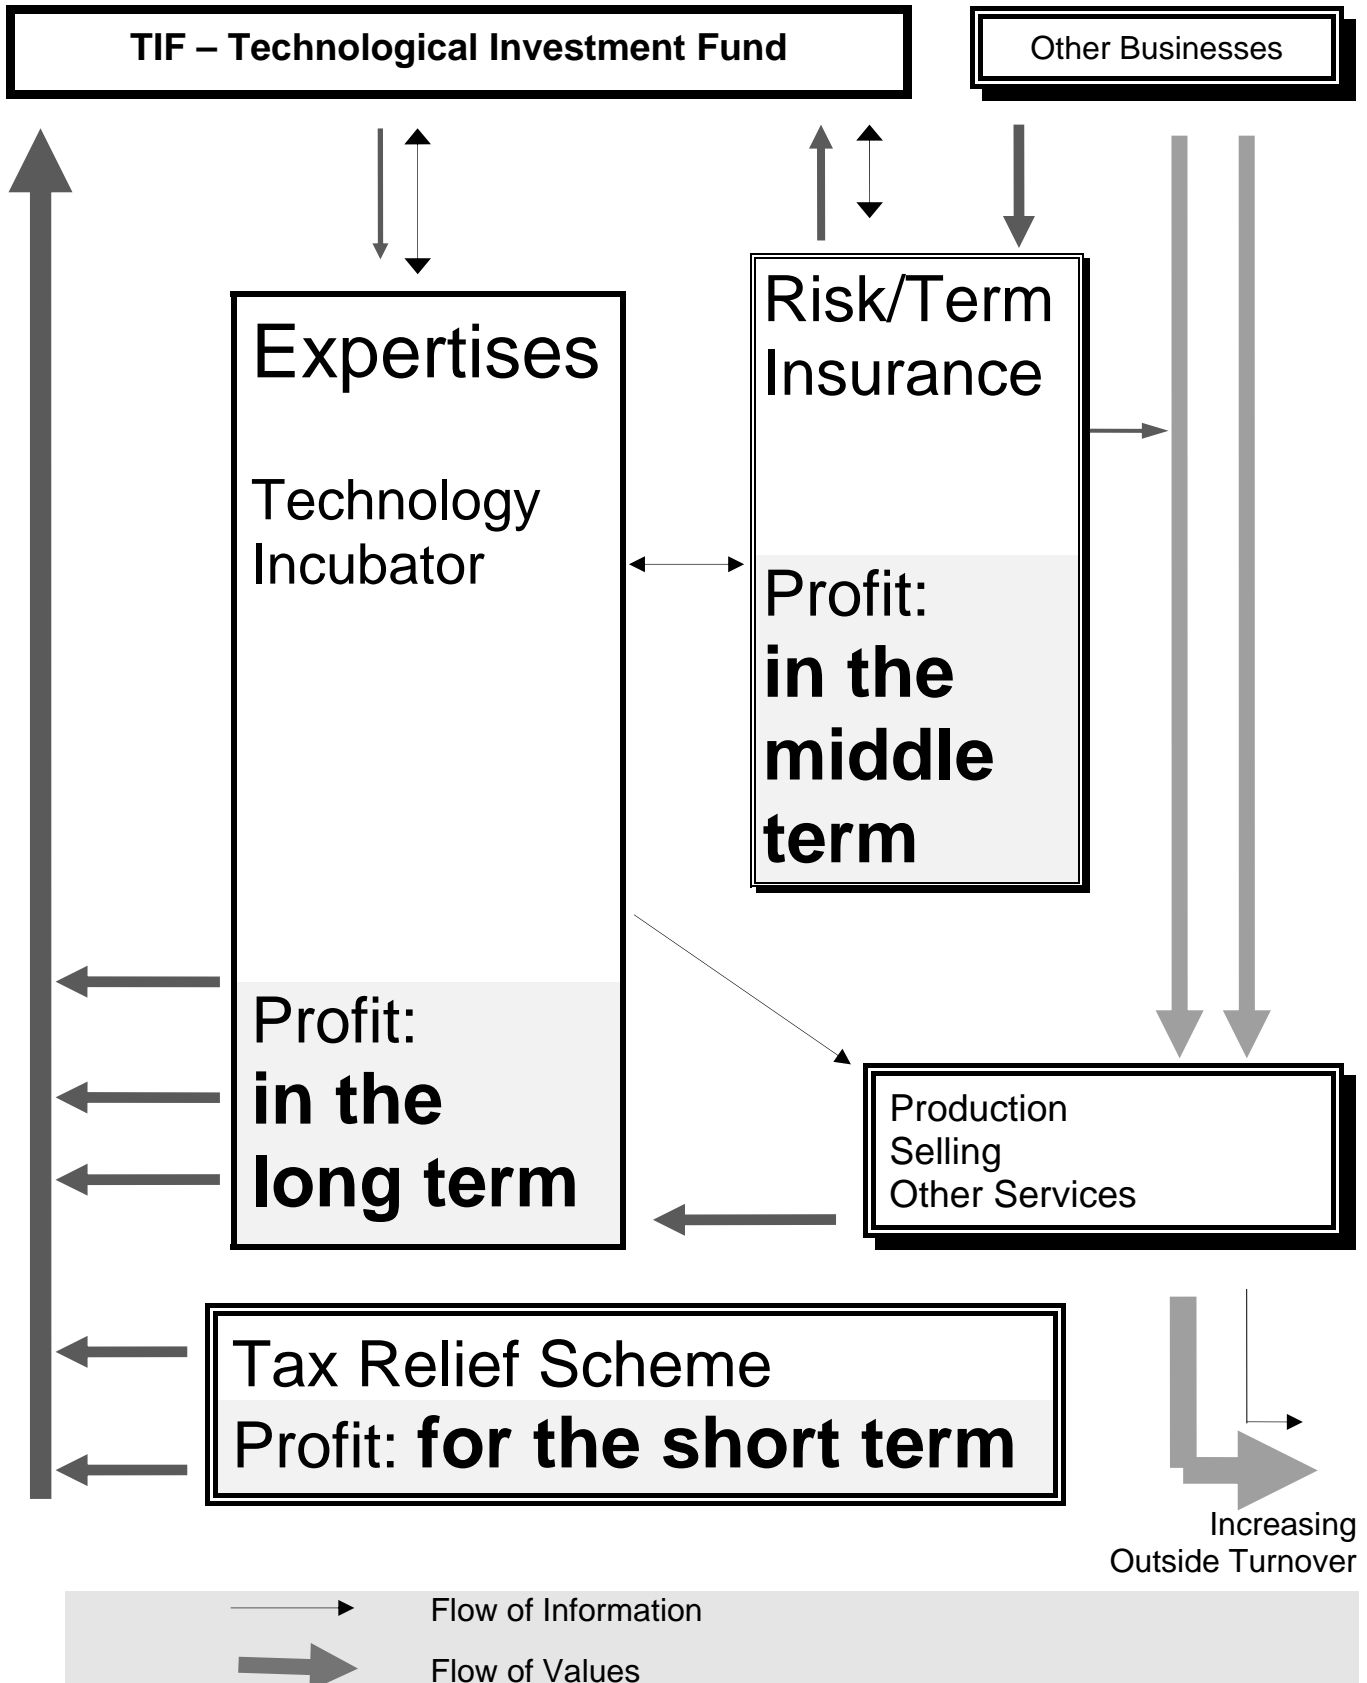 TIF – Technological Investment Fund
Other Businesses
Expertises
Technology
Incubator
Profit:
in the
long term
Risk/Term
Insurance
Profit:
in the
middle
term
Production
Selling
Other Services
Tax Relief Scheme
Profit: for the short term
Increasing
Outside Turnover
Flow of Information
Flow of Values